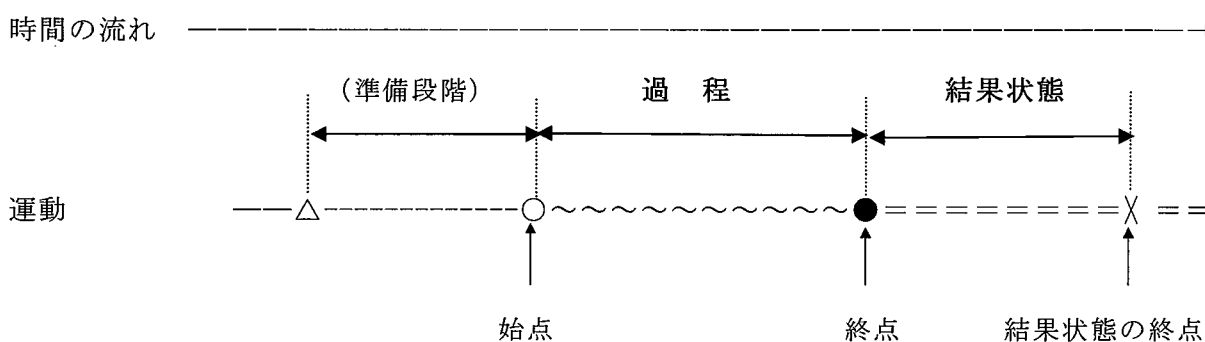 時間の流れ
(準備段階) 過 程 結果状態
運動
始点 終点 結果状態の終点